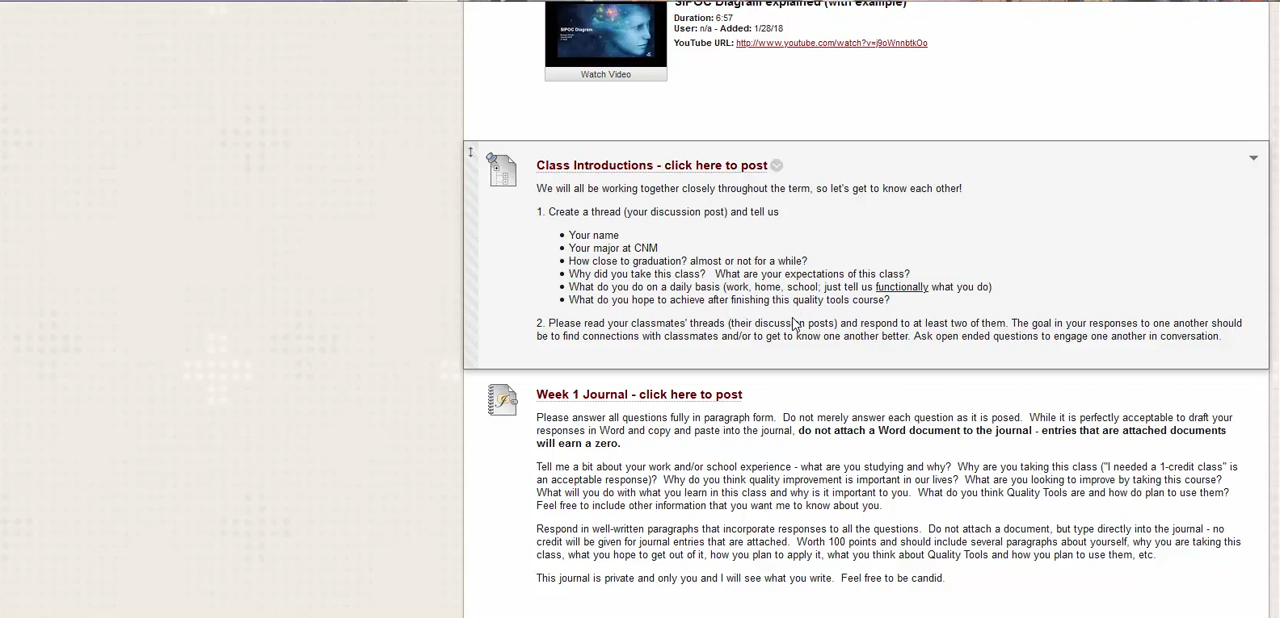 SIPOC Diagram explained (with example)
Duration: 6:57
User: n/a - Added: 1/28/18
YouTube URL: http://www.youtube.com/watch?v=j9oWnnbtkOo
SIPOC Diagram
Watch Video
Class Introductions - click here to post
We will all be working together closely throughout the term, so let's get to know each other!
1. Create a thread (your discussion post) and tell us
• Your name
• Your major at CNM
• How close to graduation? almost or not for a while?
• Why did you take this class?   What are your expectations of this class?
• What do you do on a daily basis (work, home, school; just tell us functionally what you do)
• What do you hope to achieve after finishing this quality tools course?
2. Please read your classmates' threads (their discussion posts) and respond to at least two of them. The goal in your responses to one another should
be to find connections with classmates and/or to get to know one another better. Ask open ended questions to engage one another in conversation.
Week 1 Journal - click here to post
Please answer all questions fully in paragraph form.  Do not merely answer each question as it is posed.  While it is perfectly acceptable to draft your
responses in Word and copy and paste into the journal, do not attach a Word document to the journal - entries that are attached documents
will earn a zero.
Tell me a bit about your work and/or school experience - what are you studying and why?  Why are you taking this class ("I needed a 1-credit class" is
an acceptable response)?  Why do you think quality improvement is important in our lives?  What are you looking to improve by taking this course?
What will you do with what you learn in this class and why is it important to you.  What do you think Quality Tools are and how do plan to use them?
Feel free to include other information that you want me to know about you.
Respond in well-written paragraphs that incorporate responses to all the questions.  Do not attach a document, but type directly into the journal - no
credit will be given for journal entries that are attached.  Worth 100 points and should include several paragraphs about yourself, why you are taking this
class, what you hope to get out of it, how you plan to apply it, what you think about Quality Tools and how you plan to use them, etc.
This journal is private and only you and I will see what you write.  Feel free to be candid.